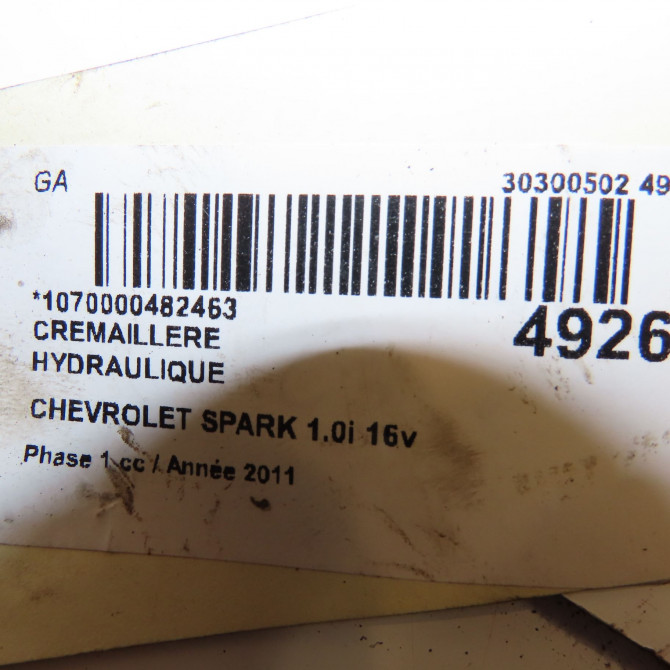 GA
30300502 49
*1070000482463
4926
CREMAILLERE
HYDRAULIQUE
CHEVROLET SPARK 1.0i 16v
Phase 1 cc / Année 2011